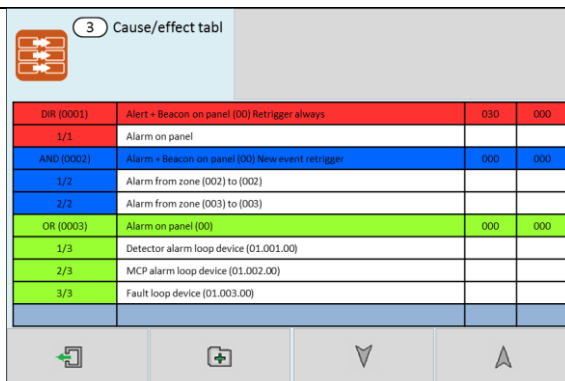 3 Cause/effect tabl
DIR (0001) Alert + Beacon on panel (00) Retrigger always 030 000
1/1 Alarm on panel
AND (0002) Alarm + Beacon on panel (00) New event retrigger 000 000
1/2 Alarm from zone (002) to (002)
2/2 Alarm from zone (003) to (003)
OR (0003) Alarm on panel (00) 000 000
1/3 Detector alarm loop device (01.001.00)
2/3 MCP alarm loop device (01.002.00)
3/3 Fault loop device (01.003.00)